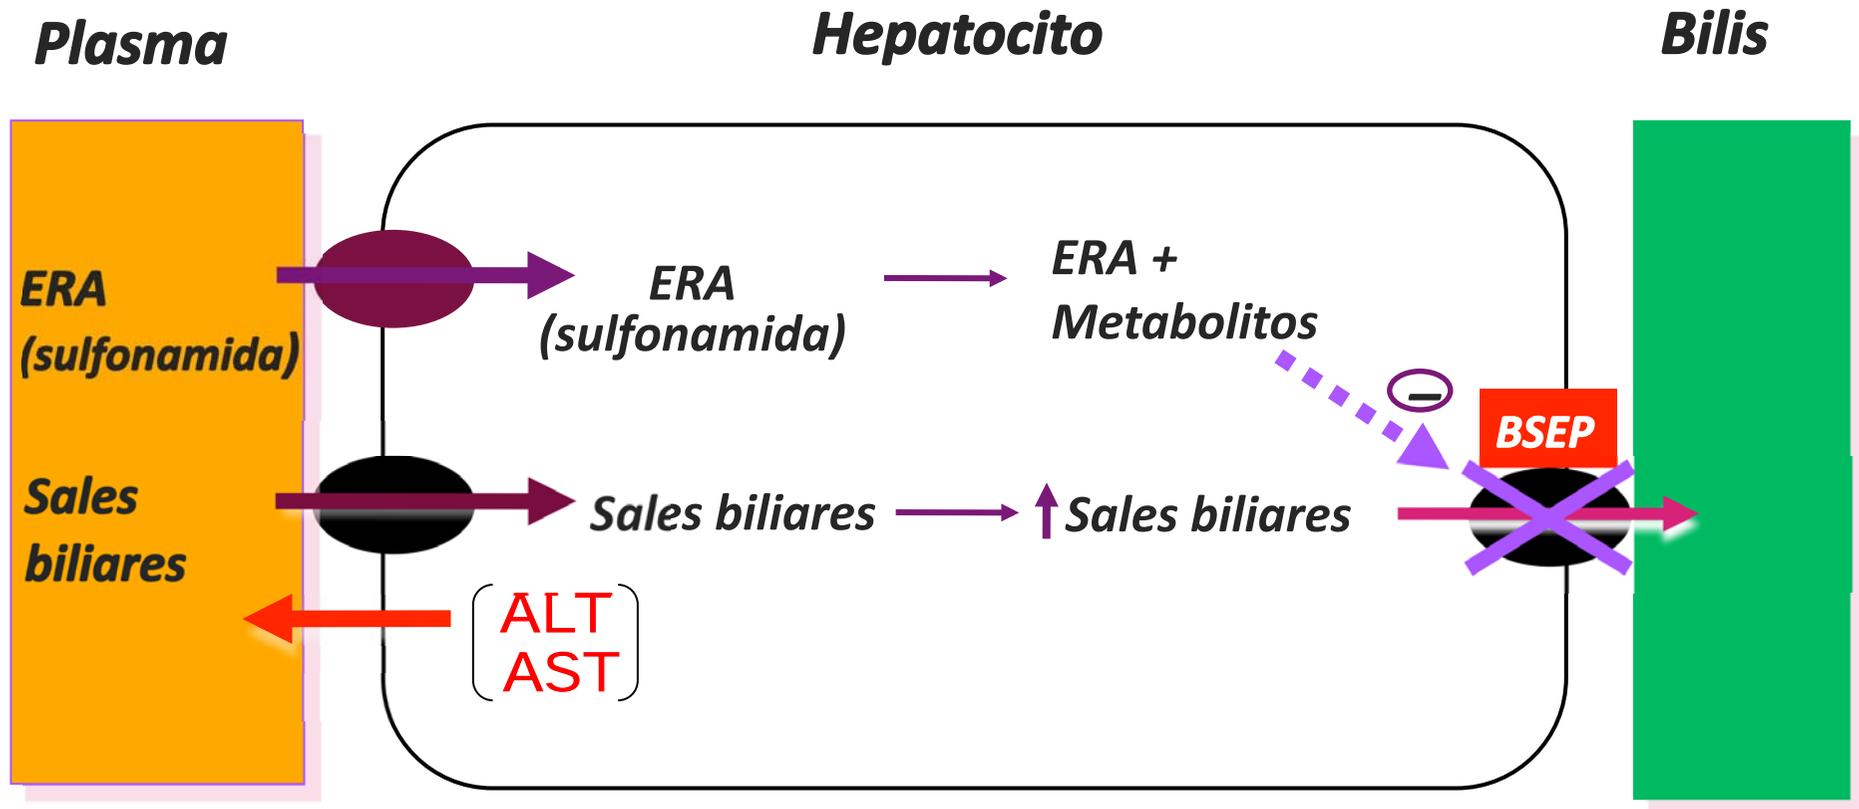 Plasma
Hepatocito
Bilis
ERA
(sulfonamida)
ERA
(sulfonamida)
ERA +
Metabolitos
–
BSEP
Sales
biliares
Sales biliares
Sales biliares
ALT
AST